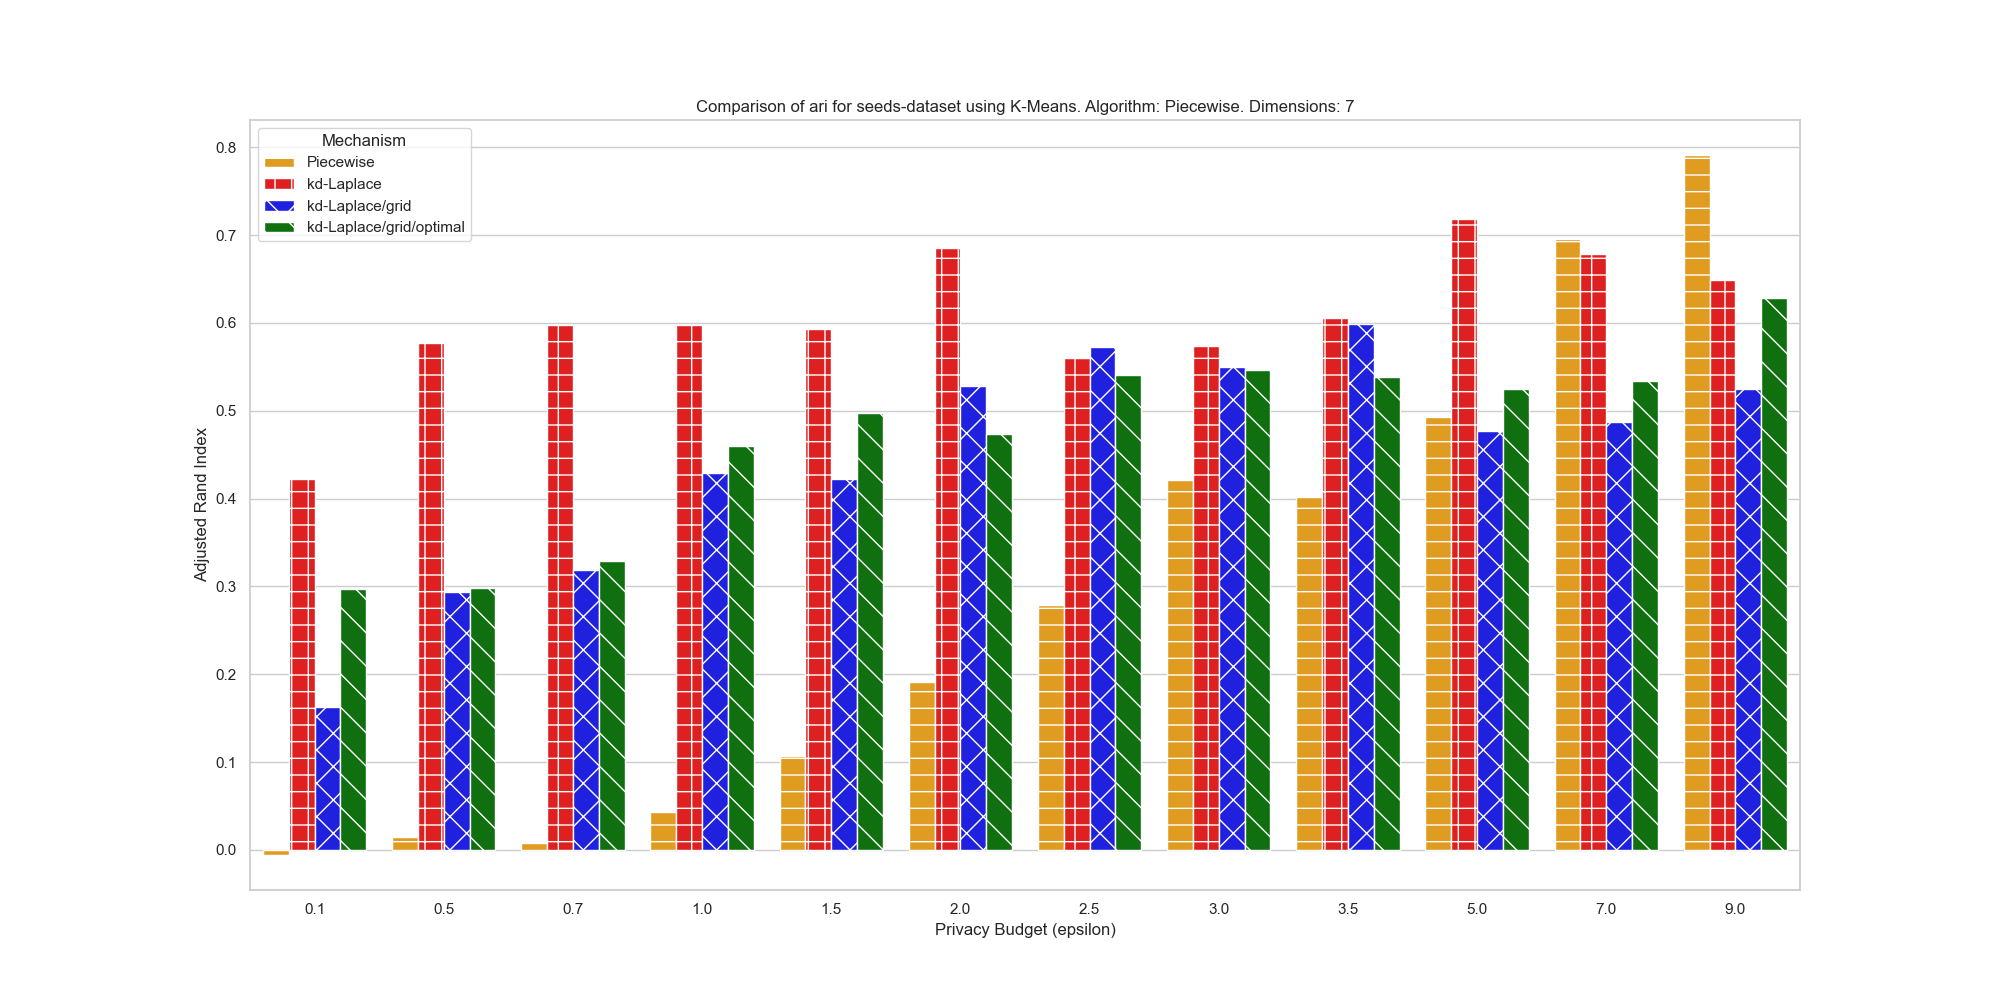 Comparison of ari for seeds-dataset using K-Means. Algorithm: Piecewise. Dimensions: 7
Mechanism
Piecewise
kd-Laplace
kd-Laplace/grid
kd-Laplace/grid/optimal
Adjusted Rand Index
0.8
0.7
0.6
0.5
0.4
0.3
0.2
0.1
0.0
0.1 0.5 0.7 1.0 1.5 2.0 2.5 3.0 3.5 5.0 7.0 9.0
Privacy Budget (epsilon)